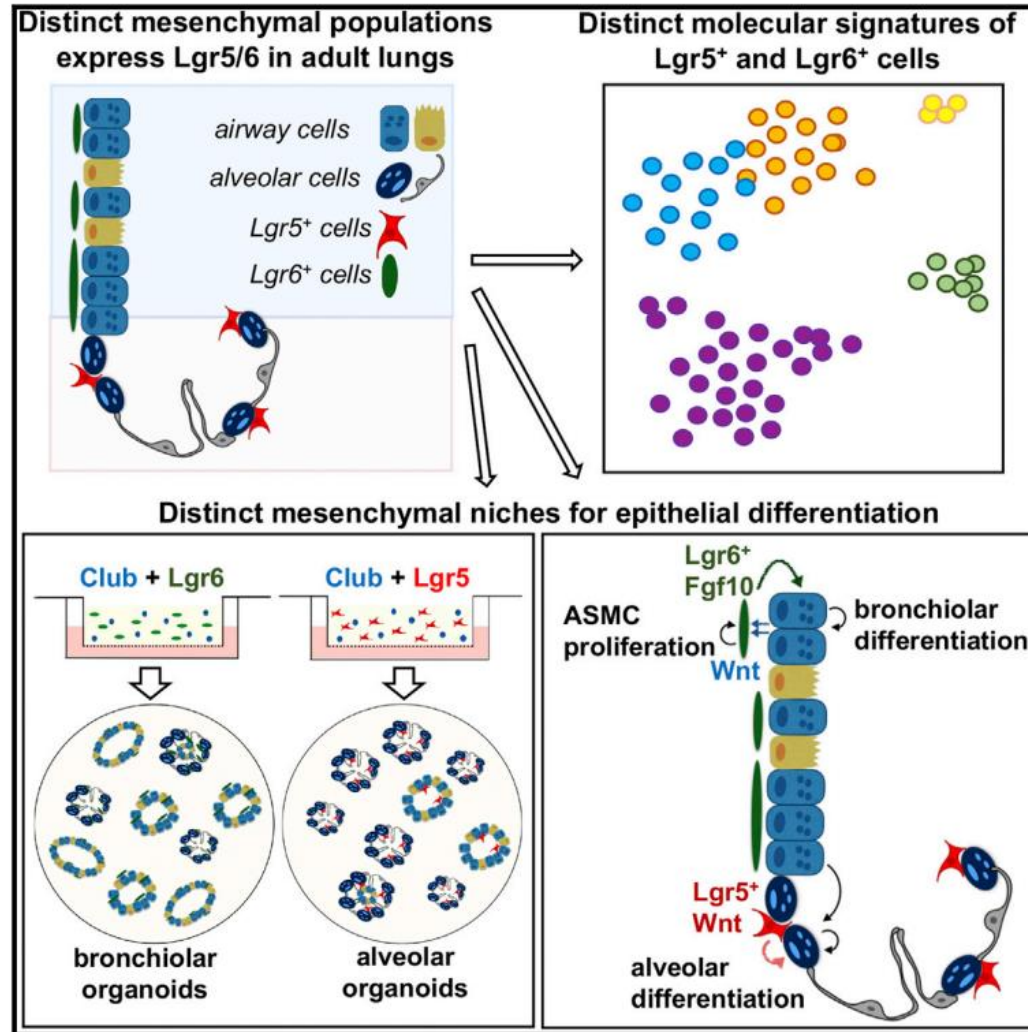 Distinct mesenchymal populations
express Lgr5/6 in adult lungs
airway cells
alveolar cells
Lgr5⁺ cells
Lgr6⁺ cells
Distinct molecular signatures of
Lgr5⁺ and Lgr6⁺ cells
Distinct mesenchymal niches for epithelial differentiation
Club + Lgr6
Club + Lgr5
bronchiolar
organoids
alveolar
organoids
Lgr6⁺
Fgf10
ASMC
proliferation
Wnt
bronchiolar
differentiation
Lgr5⁺
Wnt
alveolar
differentiation